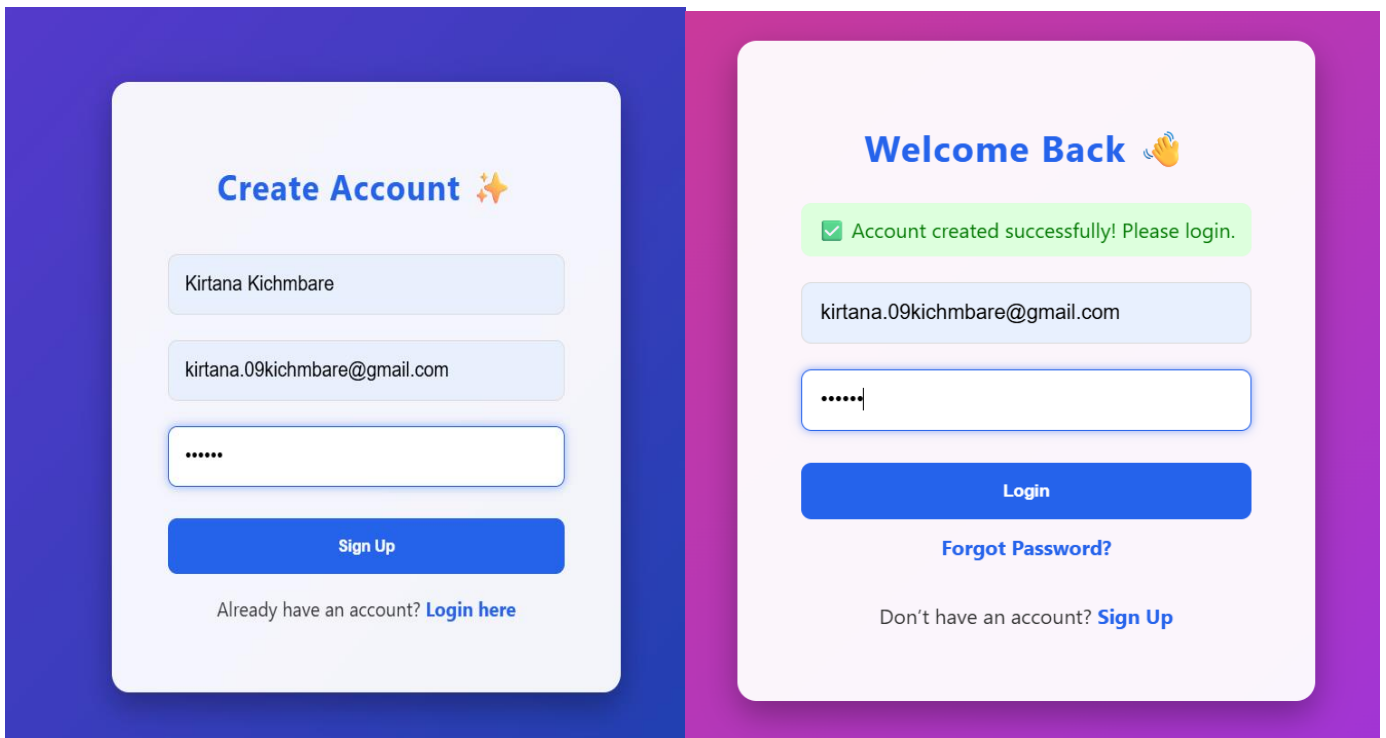 Create Account ✨
Kirtana Kichmbare
kirtana.09kichmbare@gmail.com
••••••
Sign Up
Already have an account? Login here
Welcome Back 👋
✅ Account created successfully! Please login.
kirtana.09kichmbare@gmail.com
••••••
Login
Forgot Password?
Don’t have an account? Sign Up